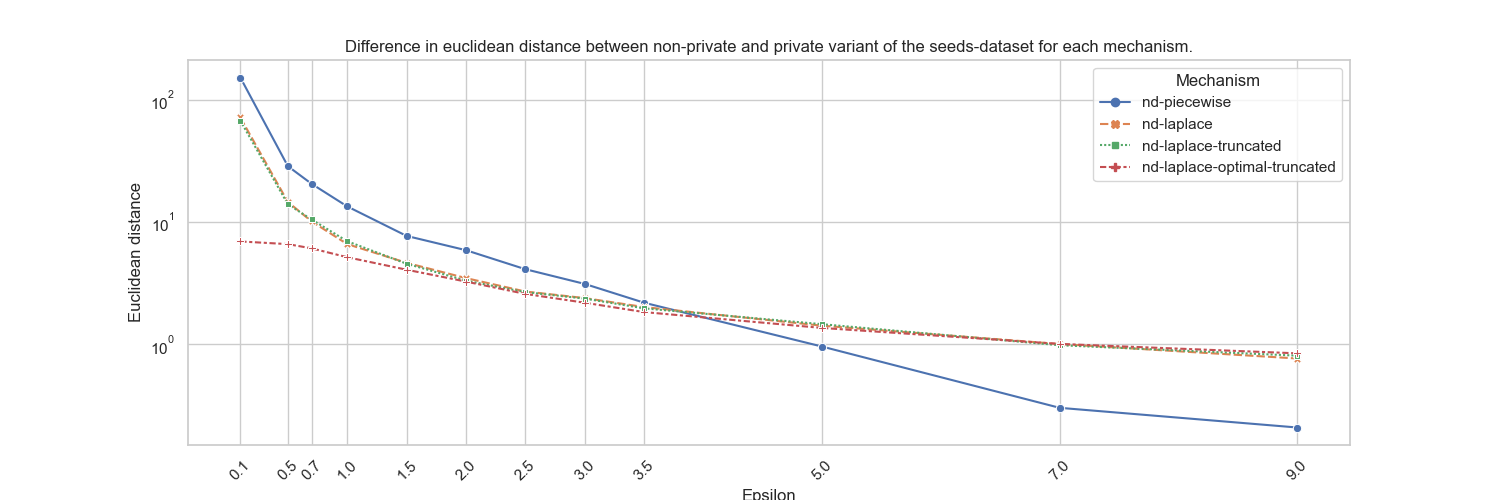 Difference in euclidean distance between non-private and private variant of the seeds-dataset for each mechanism.
Mechanism
nd-piecewise
nd-laplace
nd-laplace-truncated
nd-laplace-optimal-truncated
Euclidean distance
10²
10¹
10⁰
0.1 0.5 0.7 1.0 1.5 2.0 2.5 3.0 3.5 5.0 7.0 9.0
Epsilon